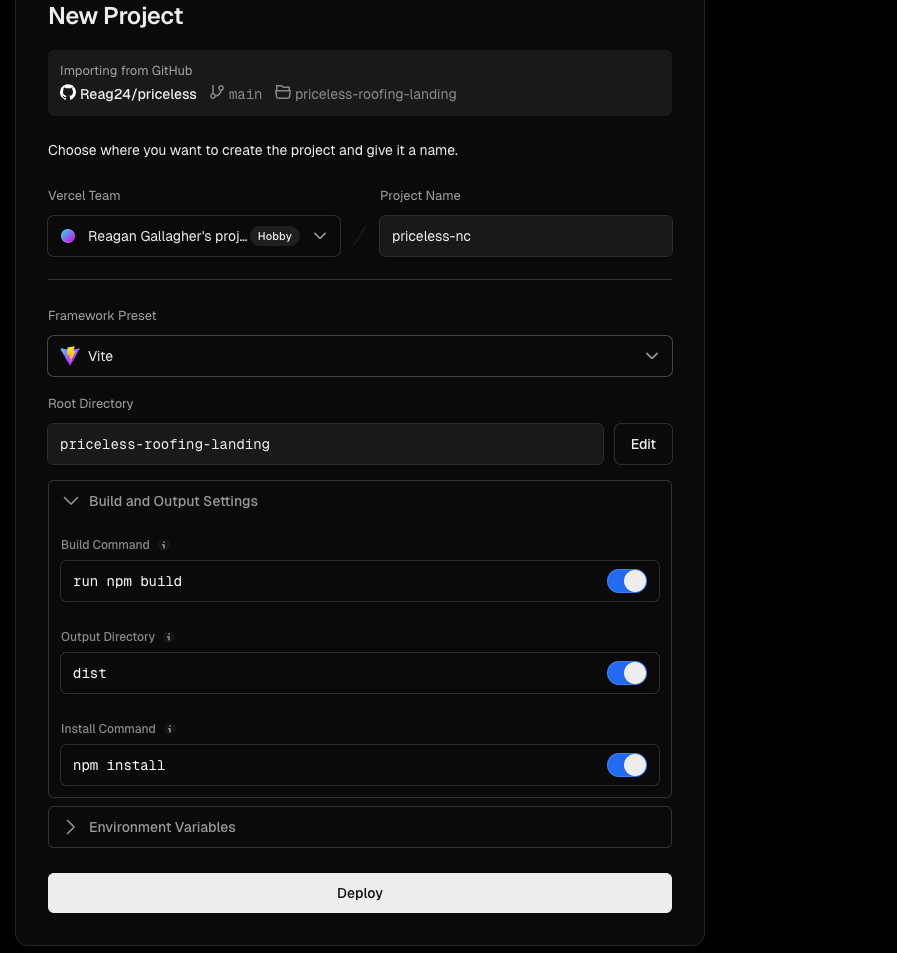 New Project
Importing from GitHub
Reag24/priceless main priceless-roofing-landing
Choose where you want to create the project and give it a name.
Vercel Team Project Name
Reagan Gallagher's proj... Hobby / priceless-nc
Framework Preset
Vite
Root Directory
priceless-roofing-landing Edit
Build and Output Settings
Build Command
run npm build
Output Directory
dist
Install Command
npm install
Environment Variables
Deploy